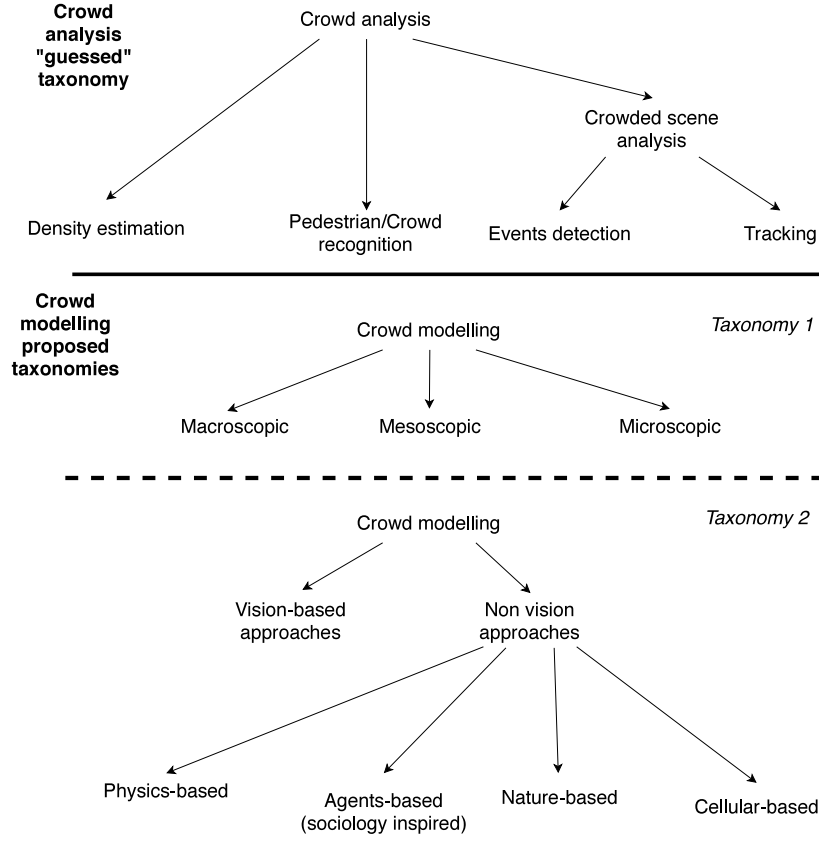 Crowd
analysis
"guessed"
taxonomy
Crowd analysis
Crowded scene
analysis
Density estimation
Pedestrian/Crowd
recognition
Events detection
Tracking
Crowd
modelling
proposed
taxonomies
Taxonomy 1
Crowd modelling
Macroscopic
Mesoscopic
Microscopic
Taxonomy 2
Crowd modelling
Vision-based
approaches
Non vision
approaches
Physics-based
Agents-based
(sociology inspired)
Nature-based
Cellular-based